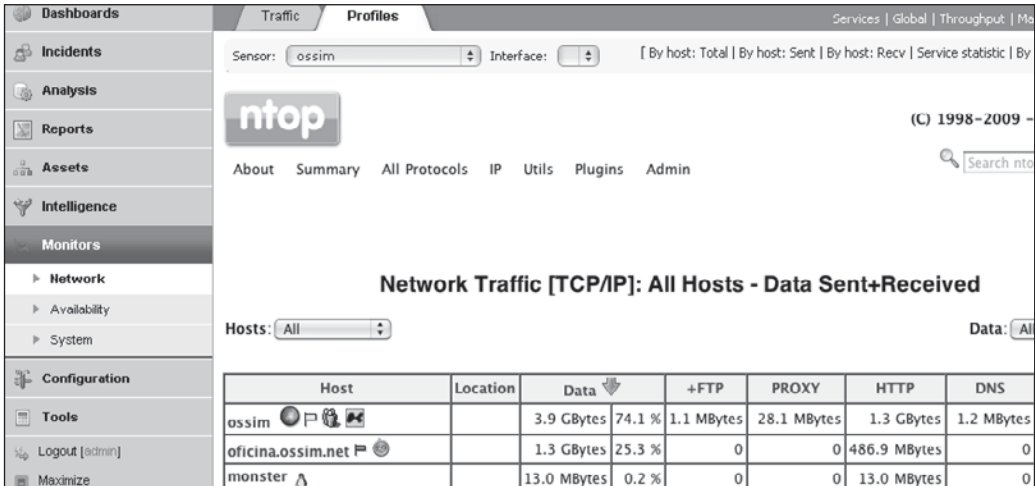 Dashboards
Incidents
Analysis
Reports
Assets
Intelligence
Monitors
Network
Availability
System
Configuration
Tools
Logout [admin]
Maximize
Traffic Profiles
Services | Global | Throughput | Ma
Sensor: ossim Interface: [ By host: Total | By host: Sent | By host: Recv | Service statistic | By
ntop
(C) 1998-2009 -
Search nto
About Summary All Protocols IP Utils Plugins Admin
Network Traffic [TCP/IP]: All Hosts - Data Sent+Received
Hosts: All Data: All
Host Location Data +FTP PROXY HTTP DNS
ossim 3.9 GBytes 74.1 % 1.1 MBytes 28.1 MBytes 1.3 GBytes 1.2 MBytes
oficina.ossim.net 1.3 GBytes 25.3 % 0 0 486.9 MBytes 0
monster 13.0 MBytes 0.2 % 0 0 13.0 MBytes 0